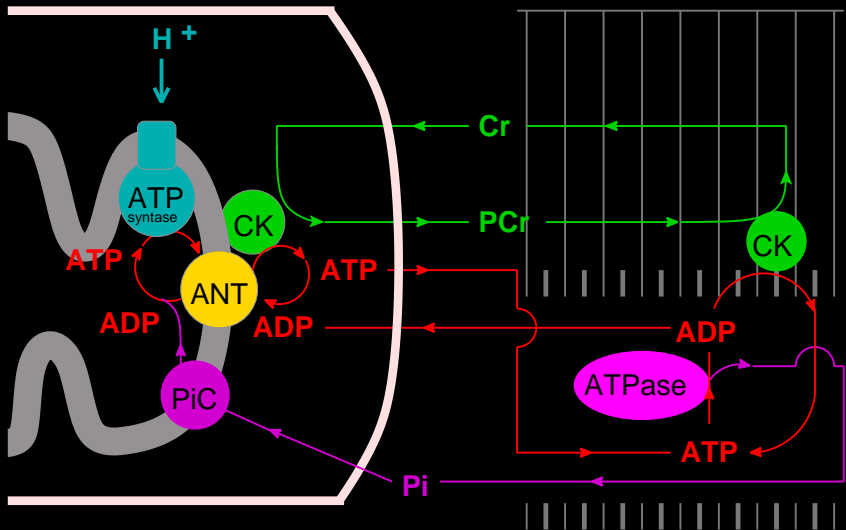 H +
Cr
ATP
syntase
CK
PCr
CK
ATP
ATP
ANT
ADP
ADP
ADP
PiC
ATPase
ATP
Pi